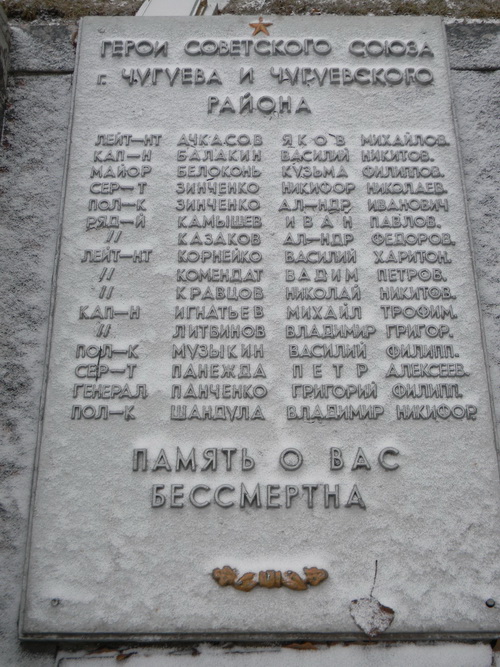 ГЕРОИ СОВЕТСКОГО СОЮЗА
г. ЧУГУЕВА И ЧУГУЕВСКОГО
РАЙОНА
ЛЕЙТ—НТ АЧКАСОВ ЯКОВ МИХАЙЛОВ.
КАП—Н БАЛАКИН ВАСИЛИЙ НИКИТОВ.
МАЙОР БЕЛОКОНЬ КУЗЬМА ФИЛИППОВ.
СЕР—Т ЗИНЧЕНКО НИКИФОР НИКОЛАЕВ.
ПОЛ—К ЗИНЧЕНКО АЛ—НДР ИВАНОВИЧ
РЯД—Й КАМЫШЕВ ИВАН ПАВЛОВ.
// КАЗАКОВ АЛ—НДР ФЕДОРОВ.
ЛЕЙТ—НТ КОРНЕЙКО ВАСИЛИЙ ХАРИТОН.
// КОМЕНДАТ ВАДИМ ПЕТРОВ.
// КРАВЦОВ НИКОЛАЙ НИКИТОВ.
КАП—Н ИГНАТЬЕВ МИХАИЛ ТРОФИМ.
// ЛИТВИНОВ ВЛАДИМИР ГРИГОР.
ПОЛ—К МУЗЫКИН ВАСИЛИЙ ФИЛИПП.
СЕР—Т ПАНЕЖДА ПЕТР АЛЕКСЕЕВ.
ГЕНЕРАЛ ПАНЧЕНКО ГРИГОРИЙ ФИЛИПП.
ПОЛ—К ШАНДУЛА ВЛАДИМИР НИКИФОР
ПАМЯТЬ О ВАС
БЕССМЕРТНА